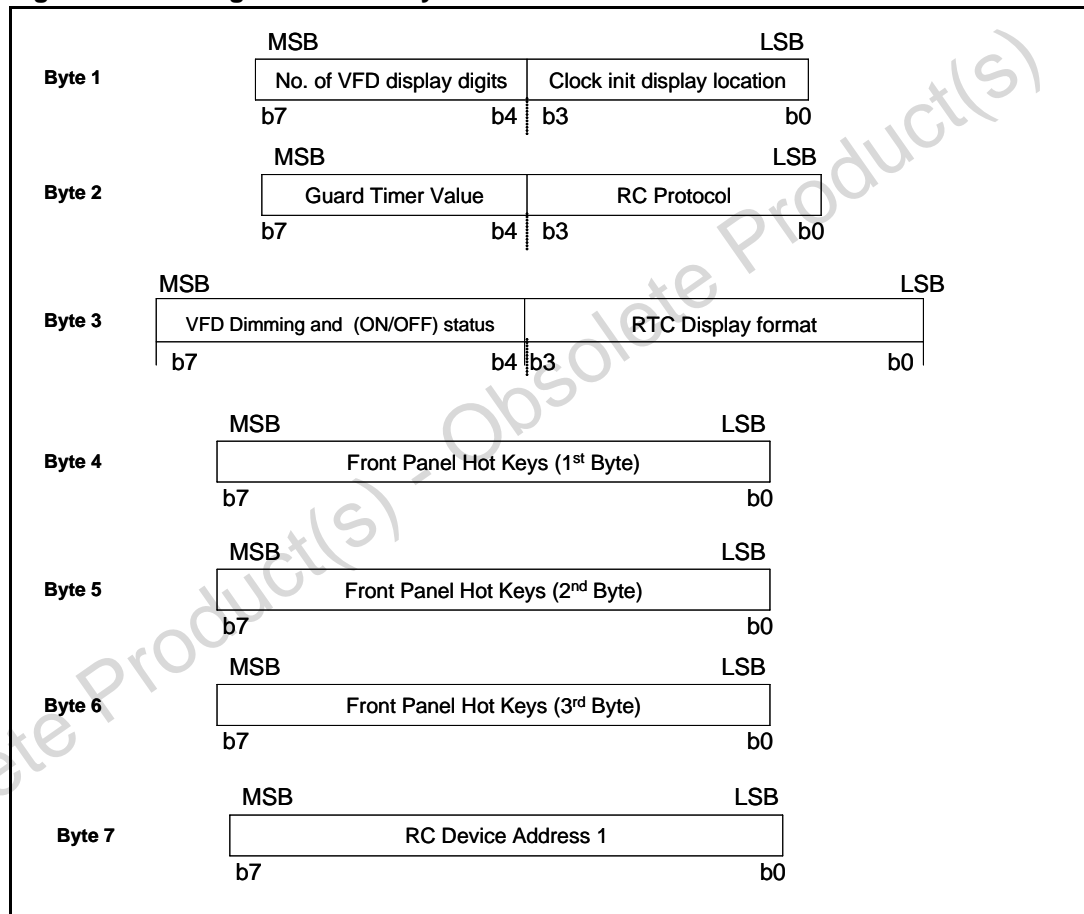 MSB LSB
Byte 1 No. of VFD display digits Clock init display location
b7 b4 b3 b0
MSB LSB
Byte 2 Guard Timer Value RC Protocol
b7 b4 b3 b0
MSB LSB
Byte 3 VFD Dimming and (ON/OFF) status RTC Display format
b7 b4 b3 b0
MSB LSB
Byte 4 Front Panel Hot Keys (1st Byte)
b7 b0
MSB LSB
Byte 5 Front Panel Hot Keys (2nd Byte)
b7 b0
MSB LSB
Byte 6 Front Panel Hot Keys (3rd Byte)
b7 b0
MSB LSB
Byte 7 RC Device Address 1
b7 b0
ete Product(s) - Obsolete Product(s)